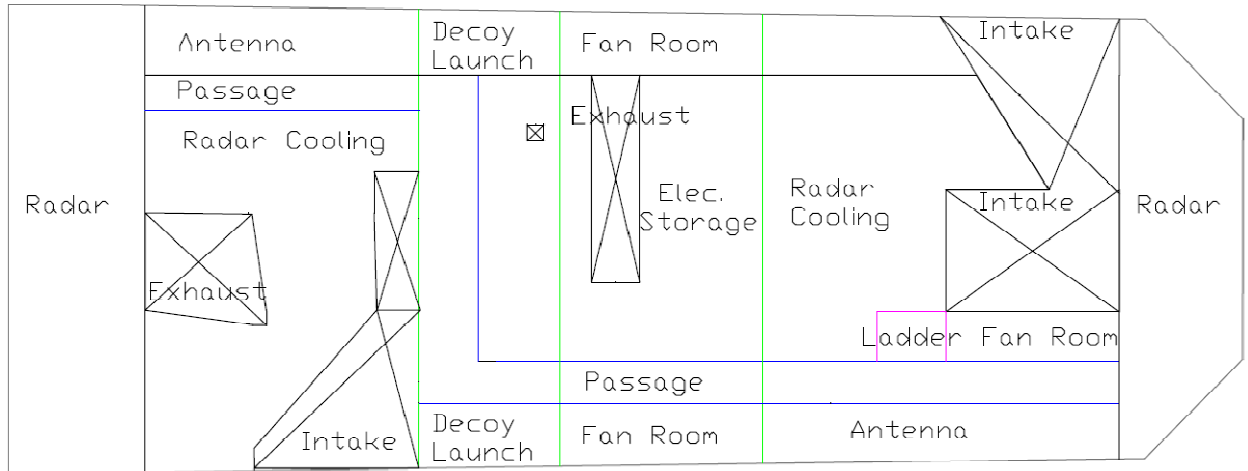 Antenna
Decoy
Launch
Fan Room
Intake
Passage
Exhaust
Radar Cooling
Radar
Elec.
Storage
Radar
Cooling
Intake
Radar
Exhaust
Ladder
Fan Room
Passage
Intake
Decoy
Launch
Fan Room
Antenna